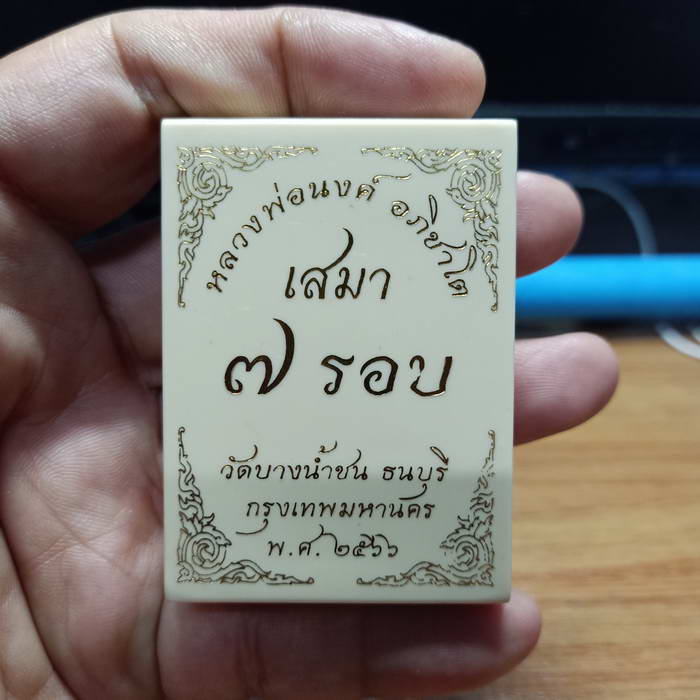 หลวงพ่อนงค์ อภิชาโต
เสมา
๗ รอบ
วัดบางน้ำชน ธนบุรี
กรุงเทพมหานคร
พ.ศ. ๒๕๖๖